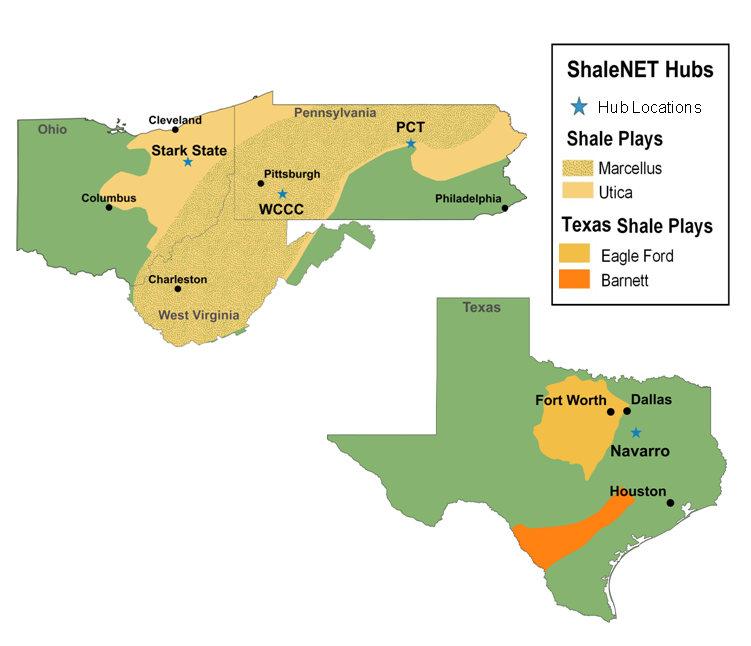 ShaleNET Hubs
Hub Locations
Shale Plays
Marcellus
Utica
Texas Shale Plays
Eagle Ford
Barnett
Ohio
Cleveland
Stark State
Columbus
Pennsylvania
PCT
Pittsburgh
WCCC
Philadelphia
Charleston
West Virginia
Texas
Fort Worth
Dallas
Navarro
Houston